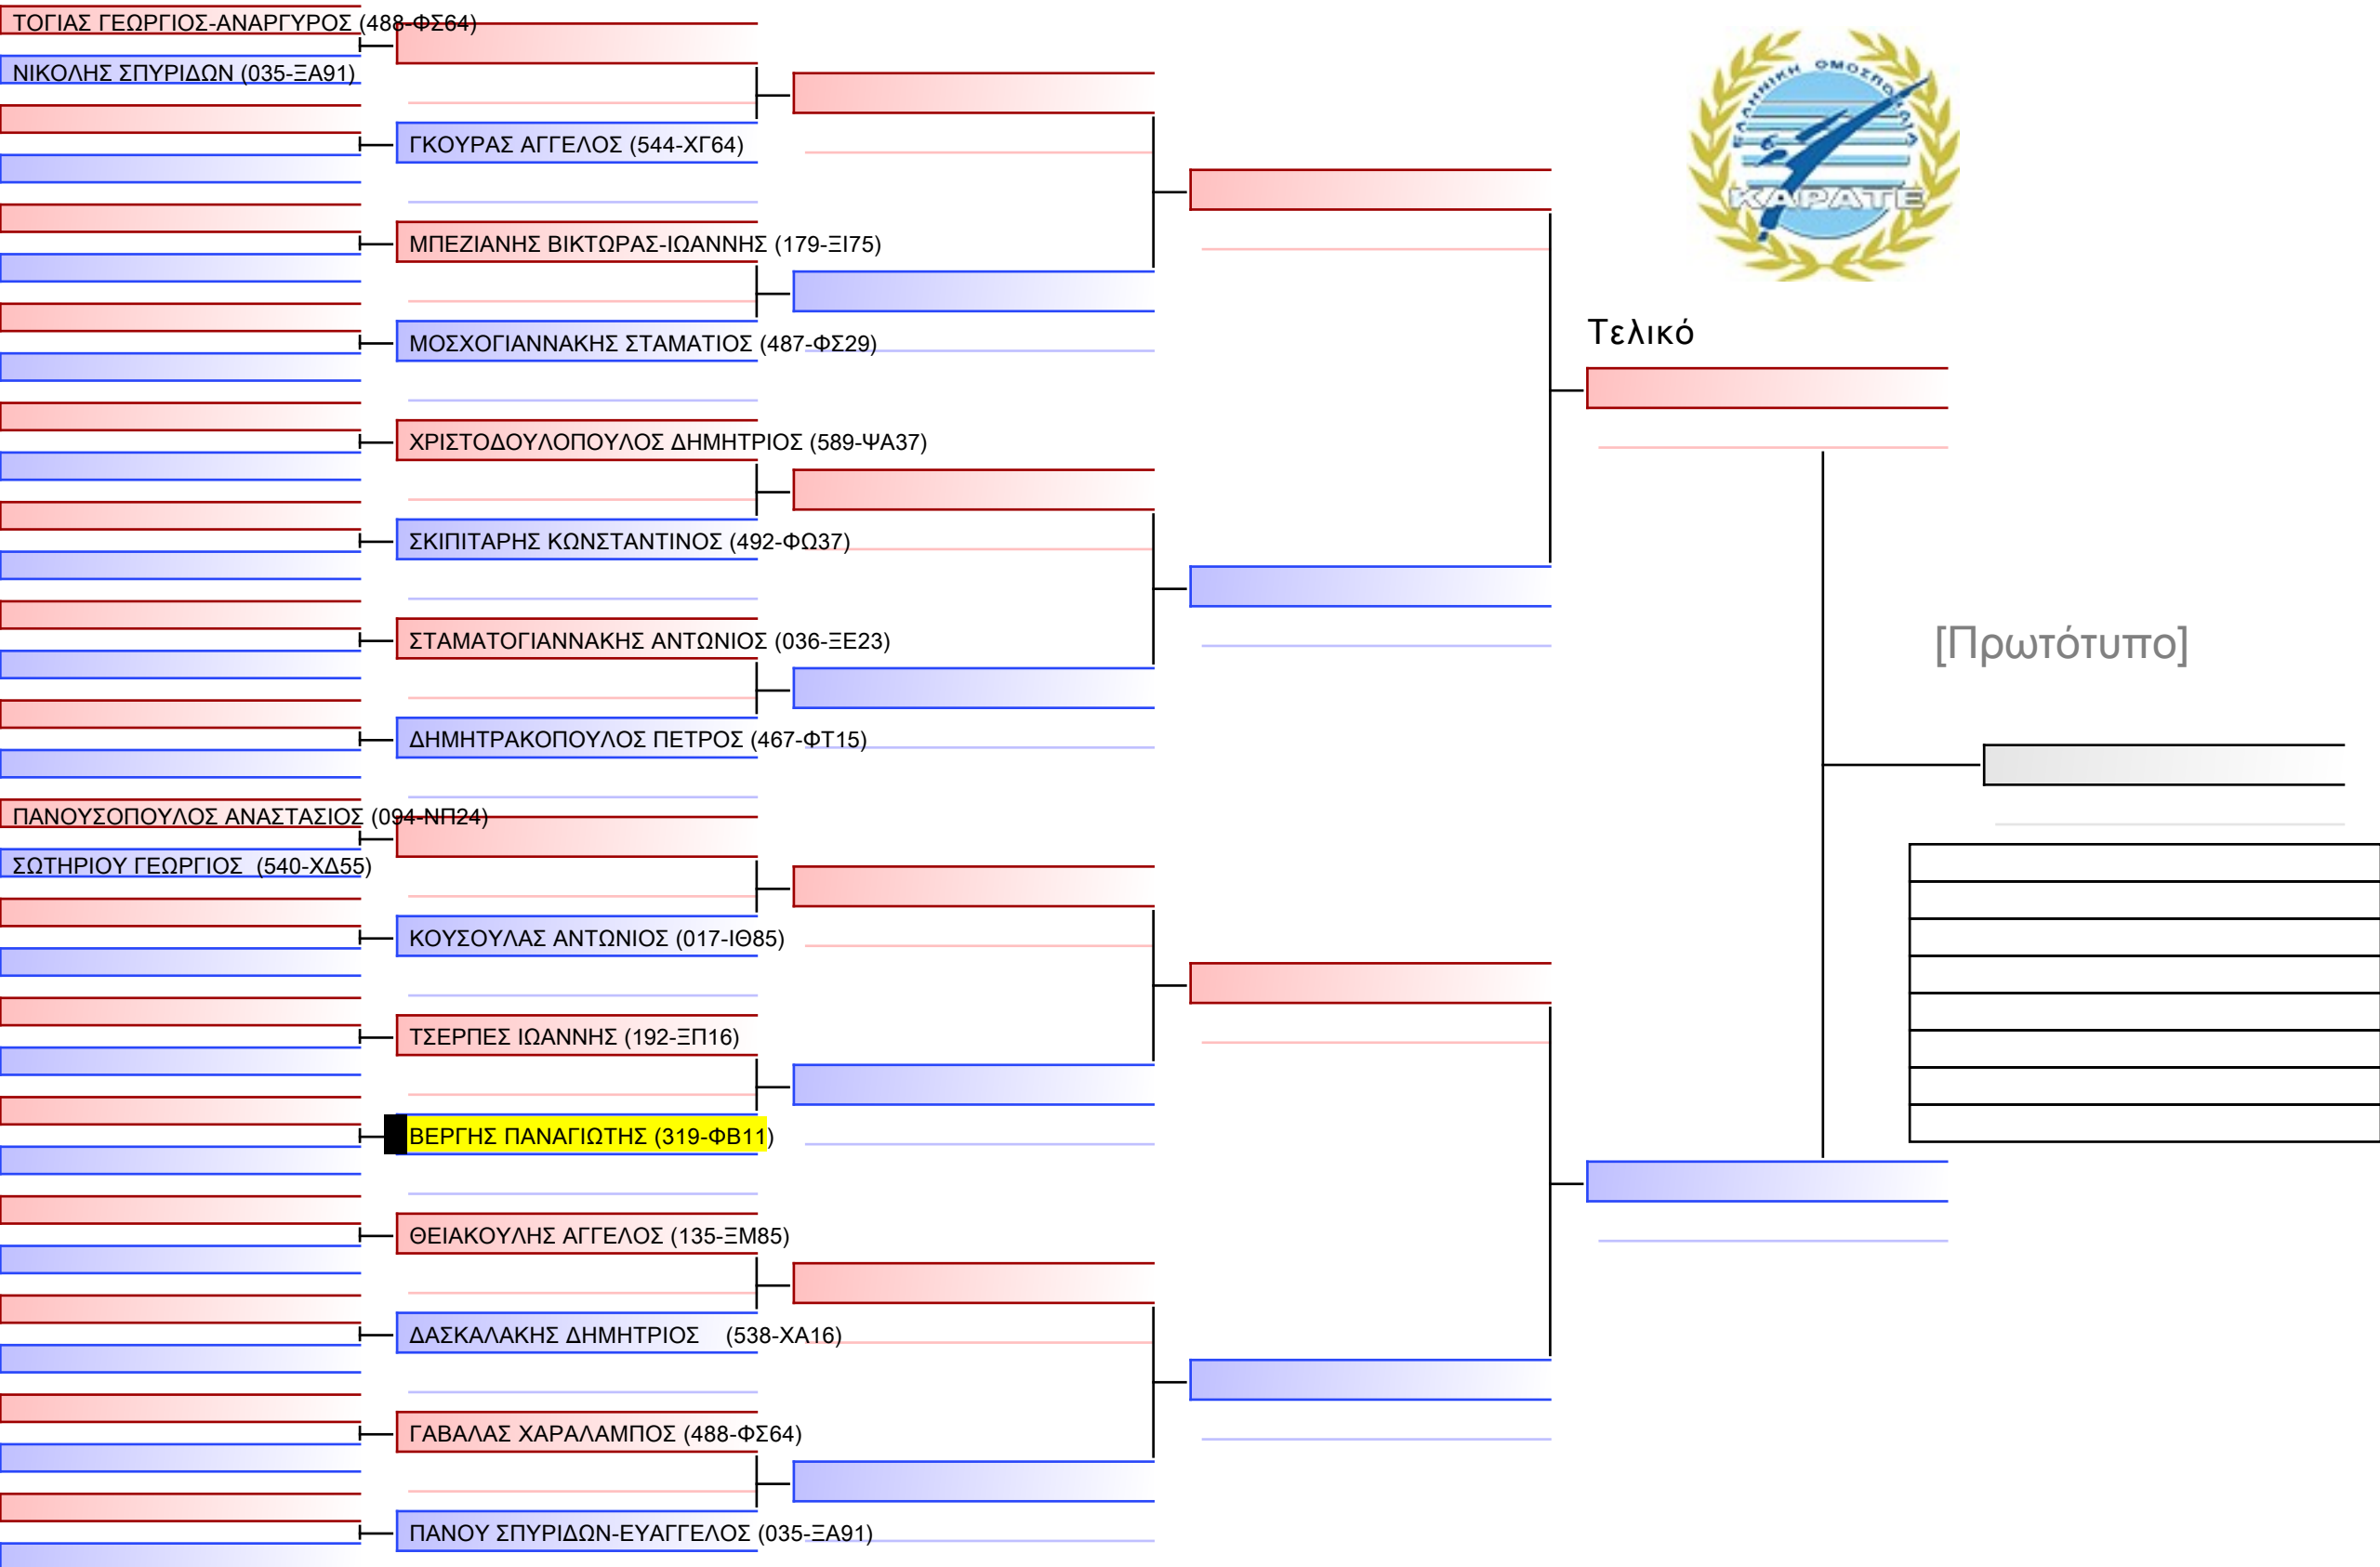 ΤΟΓΙΑΣ ΓΕΩΡΓΙΟΣ-ΑΝΑΡΓΥΡΟΣ (488-ΦΣ64)
ΝΙΚΟΛΗΣ ΣΠΥΡΙΔΩΝ (035-ΞΑ91)
ΓΚΟΥΡΑΣ ΑΓΓΕΛΟΣ (544-ΧΓ64)
ΜΠΕΖΙΑΝΗΣ ΒΙΚΤΩΡΑΣ-ΙΩΑΝΝΗΣ (179-ΞΙ75)
ΜΟΣΧΟΓΙΑΝΝΑΚΗΣ ΣΤΑΜΑΤΙΟΣ (487-ΦΣ29)
ΧΡΙΣΤΟΔΟΥΛΟΠΟΥΛΟΣ ΔΗΜΗΤΡΙΟΣ (589-ΨΑ37)
ΣΚΙΠΙΤΑΡΗΣ ΚΩΝΣΤΑΝΤΙΝΟΣ (492-ΦΩ37)
ΣΤΑΜΑΤΟΓΙΑΝΝΑΚΗΣ ΑΝΤΩΝΙΟΣ (036-ΞΕ23)
ΔΗΜΗΤΡΑΚΟΠΟΥΛΟΣ ΠΕΤΡΟΣ (467-ΦΤ15)
ΠΑΝΟΥΣΟΠΟΥΛΟΣ ΑΝΑΣΤΑΣΙΟΣ (094-ΝΠ24)
ΣΩΤΗΡΙΟΥ ΓΕΩΡΓΙΟΣ (540-ΧΔ55)
ΚΟΥΣΟΥΛΑΣ ΑΝΤΩΝΙΟΣ (017-ΙΘ85)
ΤΣΕΡΠΕΣ ΙΩΑΝΝΗΣ (192-ΞΠ16)
ΒΕΡΓΗΣ ΠΑΝΑΓΙΩΤΗΣ (319-ΦΒ11)
ΘΕΙΑΚΟΥΛΗΣ ΑΓΓΕΛΟΣ (135-ΞΜ85)
ΔΑΣΚΑΛΑΚΗΣ ΔΗΜΗΤΡΙΟΣ (538-ΧΑ16)
ΓΑΒΑΛΑΣ ΧΑΡΑΛΑΜΠΟΣ (488-ΦΣ64)
ΠΑΝΟΥ ΣΠΥΡΙΔΩΝ-ΕΥΑΓΓΕΛΟΣ (035-ΞΑ91)
ΕΛΛΗΝΙΚΗ ΟΜΟΣΠΟΝΔΙΑ
ΚΑΡΑΤΕ
Τελικό
[Πρωτότυπο]